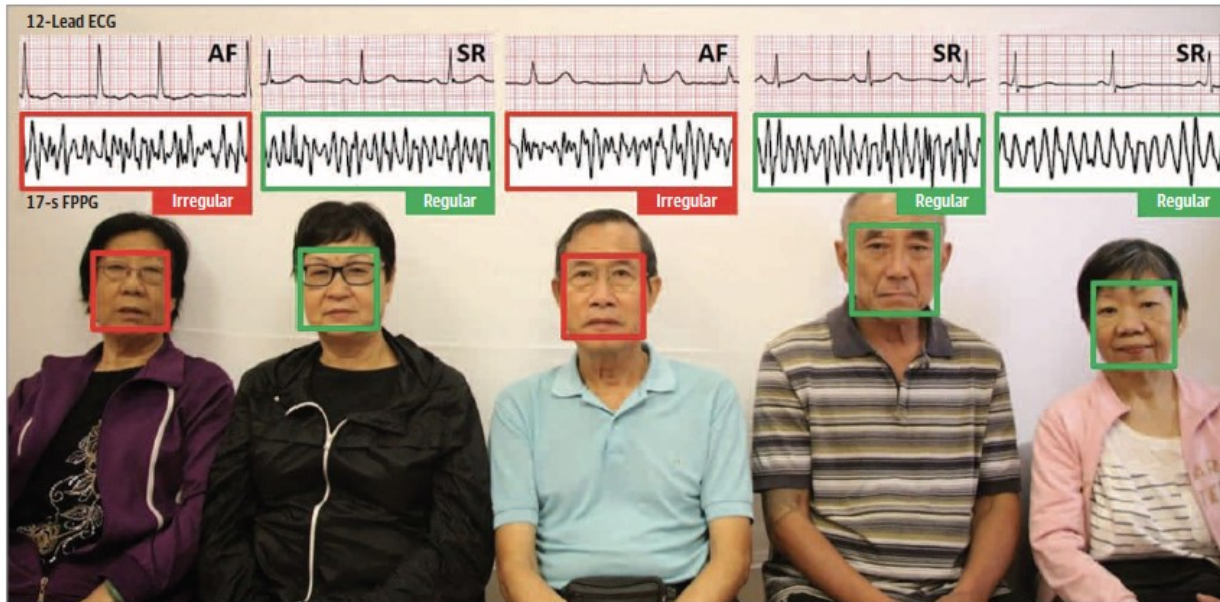 12-Lead ECG
AF
SR
AF
SR
SR
17-s FPPG
Irregular
Regular
Irregular
Regular
Regular